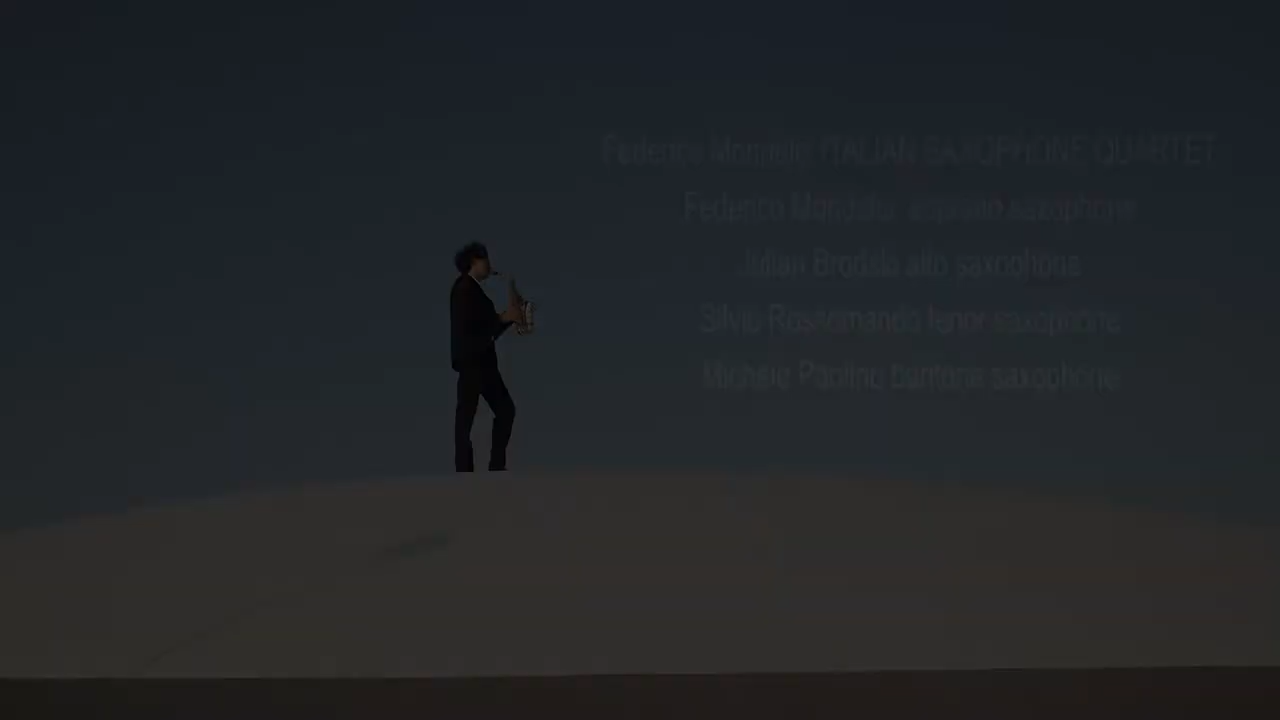 Federico Mondelci ITALIAN SAXOPHONE QUARTET
Federico Mondelci soprano saxophone
Julian Brodski alto saxophone
Silvio Rossomando tenor saxophone
Michele Paolino baritone saxophone